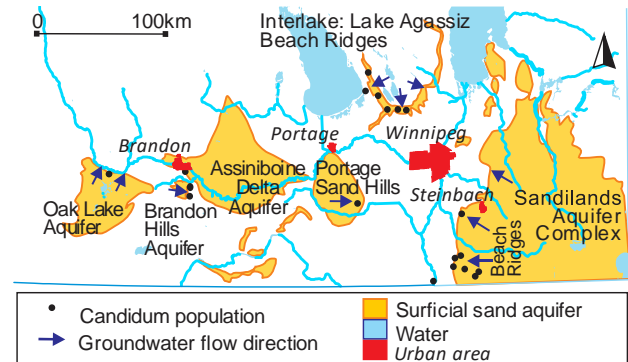 0 100km
Interlake: Lake Agassiz
Beach Ridges
Brandon
Portage
Winnipeg
Assiniboine
Delta
Aquifer
Portage
Sand Hills
Steinbach
Oak Lake
Aquifer
Brandon
Hills
Aquifer
Sandilands
Aquifer
Complex
Beach
Ridges
Candidum population
Groundwater flow direction
Surficial sand aquifer
Water
Urban area